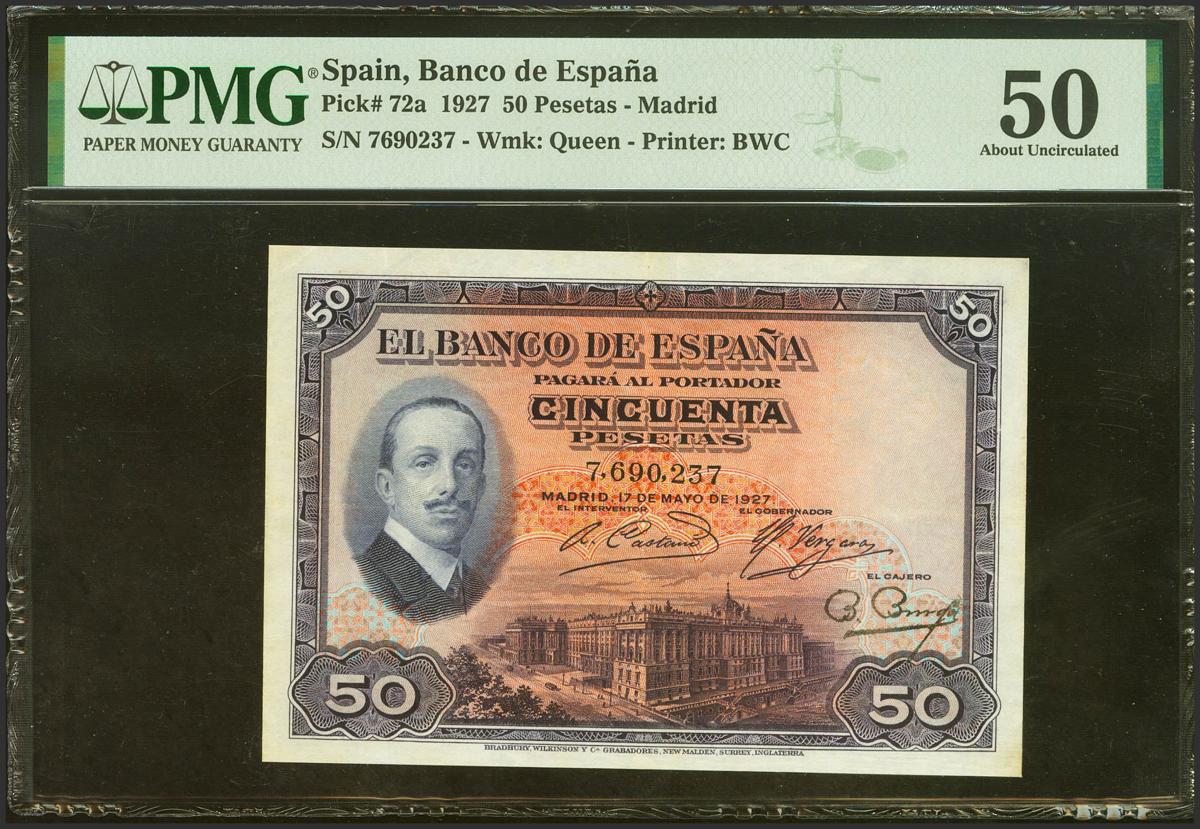 PMG®
PAPER MONEY GUARANTY
Spain, Banco de España
Pick# 72a 1927 50 Pesetas - Madrid
S/N 7690237 - Wmk: Queen - Printer: BWC
50
About Uncirculated
50
50
EL BANCO DE ESPAÑA
PAGARÁ AL PORTADOR
CINCUENTA
PESETAS
7,690,237
MADRID, 17 DE MAYO DE 1927
EL INTERVENTOR EL GOBERNADOR
EL CAJERO
50
50
BRADBURY, WILKINSON Y Cª GRABADORES, NEW MALDEN, SURREY, INGLATERRA